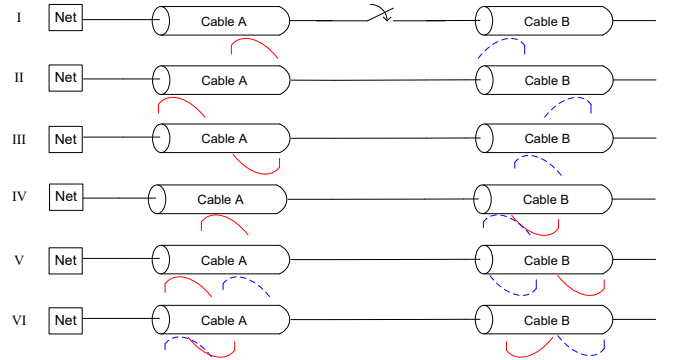 I Net Cable A Cable B
II Net Cable A Cable B
III Net Cable A Cable B
IV Net Cable A Cable B
V Net Cable A Cable B
VI Net Cable A Cable B